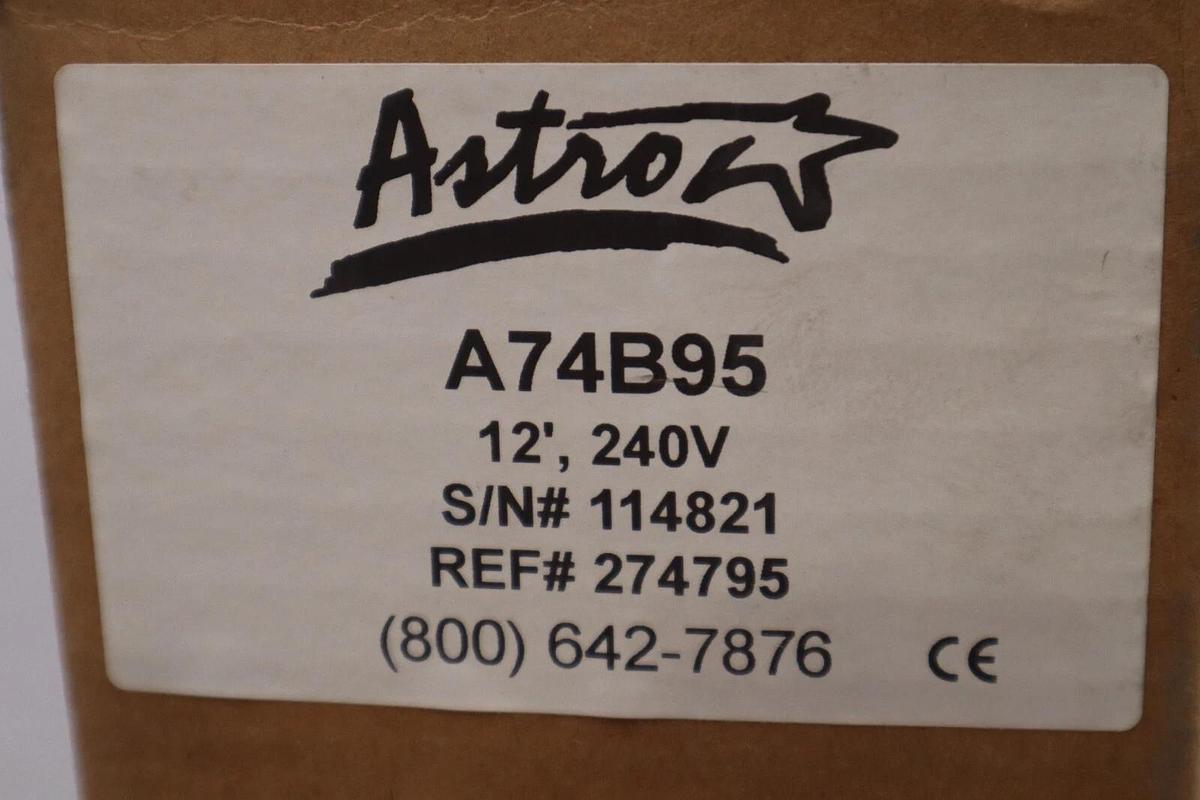 Astro
A74B95
12', 240V
S/N# 114821
REF# 274795
(800) 642-7876 CE